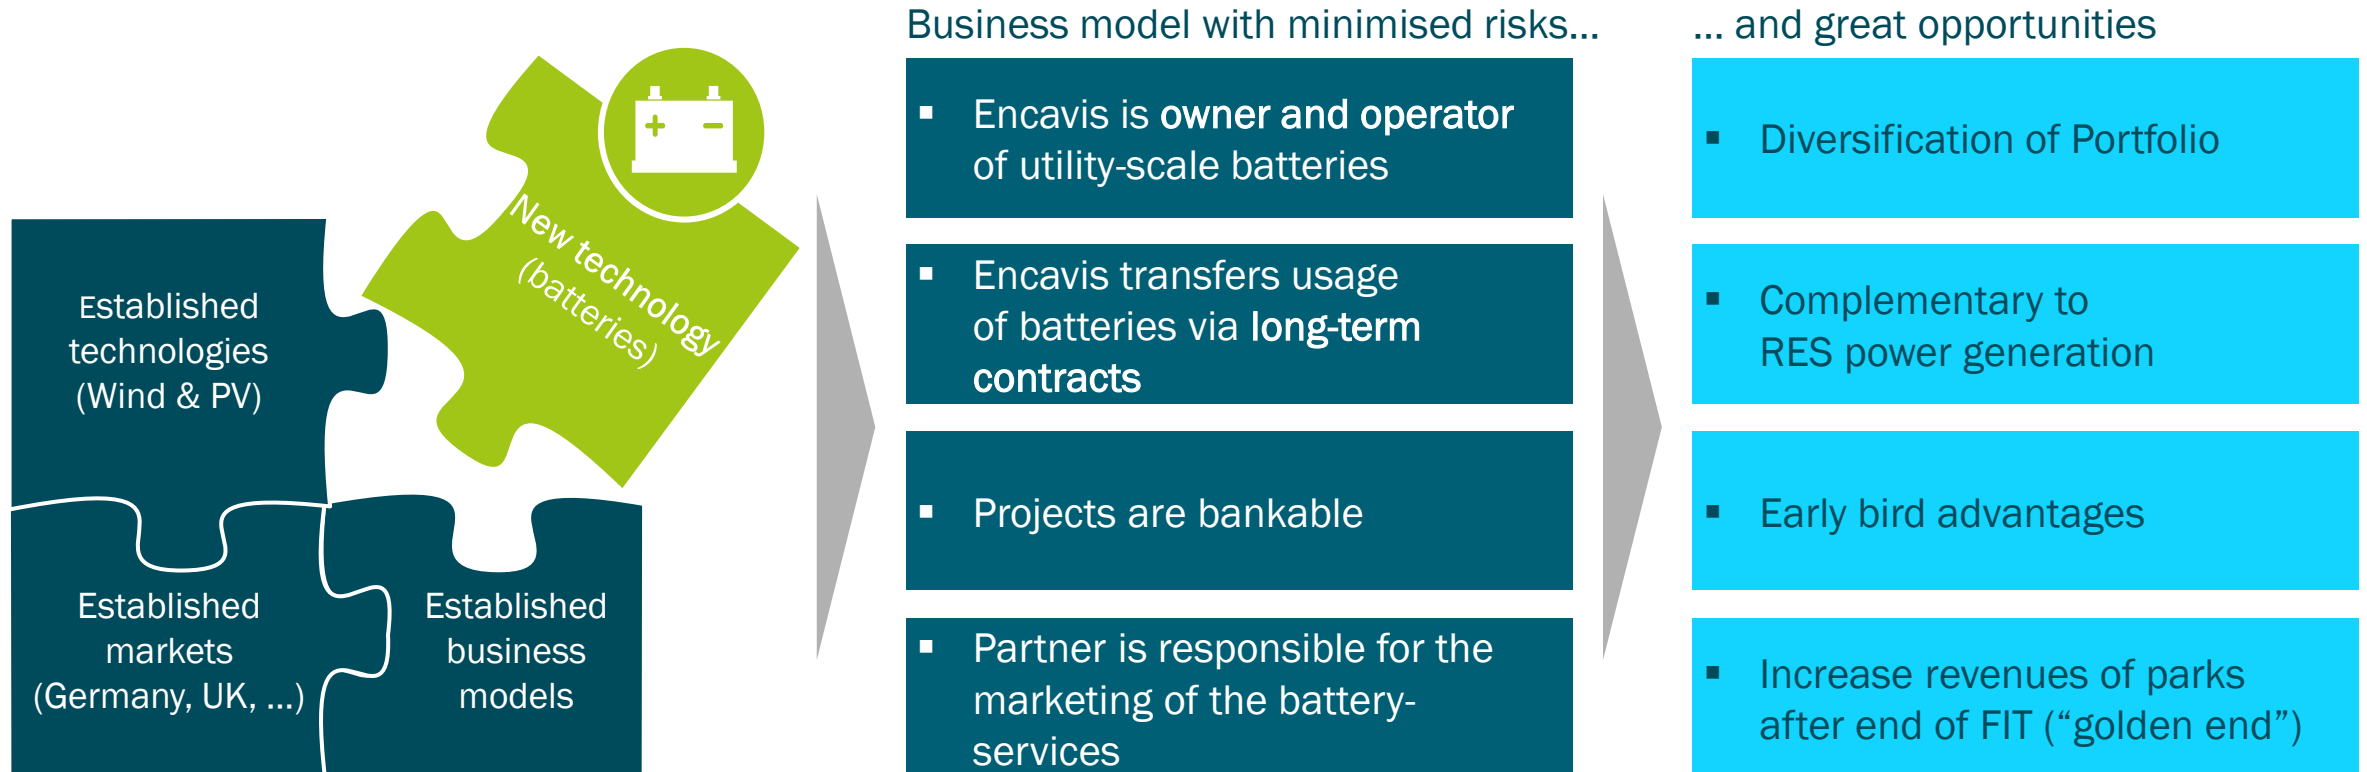 New technology
(batteries)
Established
technologies
(Wind & PV)
Established
markets
(Germany, UK, ...)
Established
business
models
Business model with minimised risks...
▪ Encavis is owner and operator
of utility-scale batteries
▪ Encavis transfers usage
of batteries via long-term
contracts
▪ Projects are bankable
▪ Partner is responsible for the
marketing of the battery-
services
... and great opportunities
▪ Diversification of Portfolio
▪ Complementary to
RES power generation
▪ Early bird advantages
▪ Increase revenues of parks
after end of FIT (“golden end”)